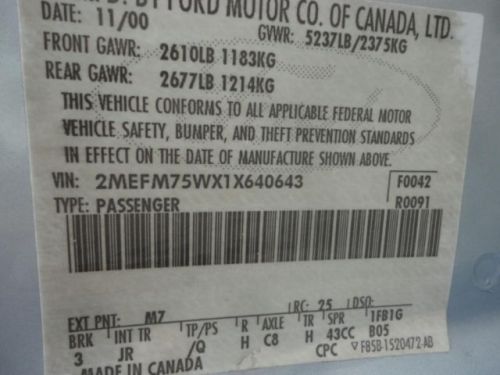 D. BY FORD MOTOR CO. OF CANADA, LTD.
DATE: 11/00 GVWR: 5237LB/2375KG
FRONT GAWR: 2610LB 1183KG
REAR GAWR: 2677LB 1214KG
THIS VEHICLE CONFORMS TO ALL APPLICABLE FEDERAL MOTOR
VEHICLE SAFETY, BUMPER, AND THEFT PREVENTION STANDARDS
IN EFFECT ON THE DATE OF MANUFACTURE SHOWN ABOVE.
VIN: 2MEFM75WX1X640643 F0042
TYPE: PASSENGER R0091
EXT PNT: M7 RC: 25 DSO:
BRK INT TR TP/PS R AXLE TR SPR 1FB1G
3 JR /Q H C8 H 43CC B05
MADE IN CANADA CPC F85B-1520472-AB